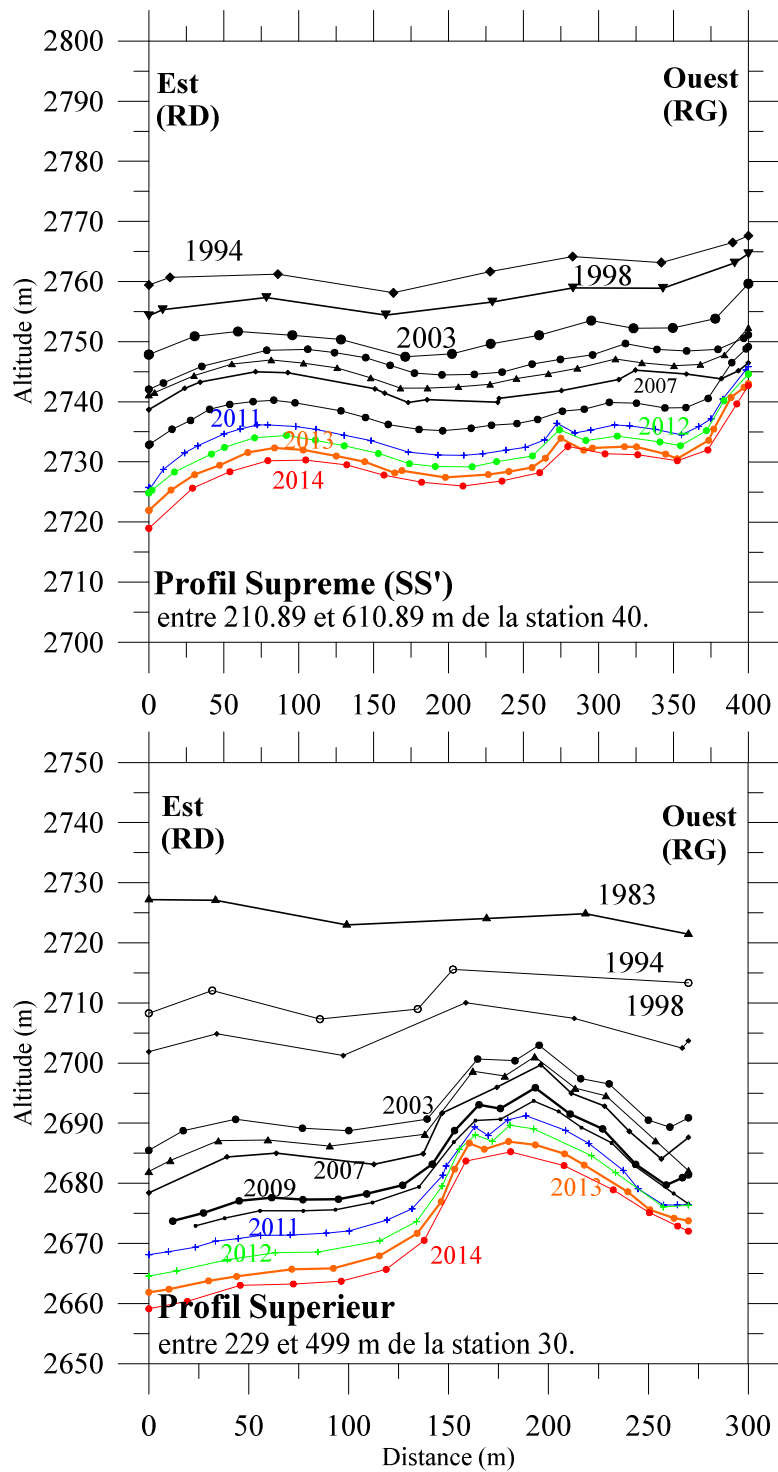 2800
2790
2780
2770
2760
2750
2740
2730
2720
2710
2700
Altitude (m)
Est
(RD)
Ouest
(RG)
1994
1998
2003
2007
2011
2012
2013
2014
Profil Supreme (SS')
entre 210.89 et 610.89 m de la station 40.
0 50 100 150 200 250 300 350 400
2750
2740
2730
2720
2710
2700
2690
2680
2670
2660
2650
Altitude (m)
Est
(RD)
Ouest
(RG)
1983
1994
1998
2003
2007
2009
2011
2012
2013
2014
Profil Superieur
entre 229 et 499 m de la station 30.
0 50 100 150 200 250 300
Distance (m)